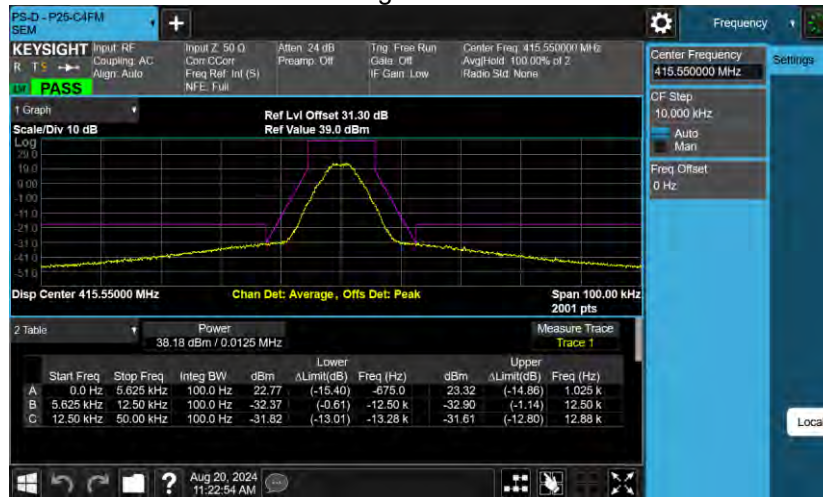 PS-D - P25-C4FM
SEM
Frequency
KEYSIGHT
R T S
Input: RF
Coupling: AC
Align: Auto
Input Z: 50 Ω
Corr CCorr
Freq Ref: Int (S)
NFE: Full
Atten: 24 dB
Preamp: Off
Trig: Free Run
Gate: Off
IF Gain: Low
Center Freq: 415.550000 MHz
Avg|Hold: 100.00% of 2
Radio Std: None
PASS
Center Frequency
415.550000 MHz
Settings
CF Step
10.000 kHz
Auto
Man
Freq Offset
0 Hz
1 Graph
Scale/Div 10 dB
Ref Lvl Offset 31.30 dB
Ref Value 39.0 dBm
Log
29.0
19.0
9.00
-1.00
-11.0
-21.0
-31.0
-41.0
-51.0
Disp Center 415.55000 MHz
Chan Det: Average, Offs Det: Peak
Span 100.00 kHz
2001 pts
2 Table
Power
38.18 dBm / 0.0125 MHz
Measure Trace
Trace 1
Lower Upper
Start Freq Stop Freq Integ BW dBm ΔLimit(dB) Freq (Hz) dBm ΔLimit(dB) Freq (Hz)
A 0.0 Hz 5.625 kHz 100.0 Hz 22.77 (-15.40) -675.0 23.32 (-14.86) 1.025 k
B 5.625 kHz 12.50 kHz 100.0 Hz -32.37 (-0.61) -12.50 k -32.90 (-1.14) 12.50 k
C 12.50 kHz 50.00 kHz 100.0 Hz -31.82 (-13.01) -13.28 k -31.61 (-12.80) 12.88 k
Local
? Aug 20, 2024
11:22:54 AM